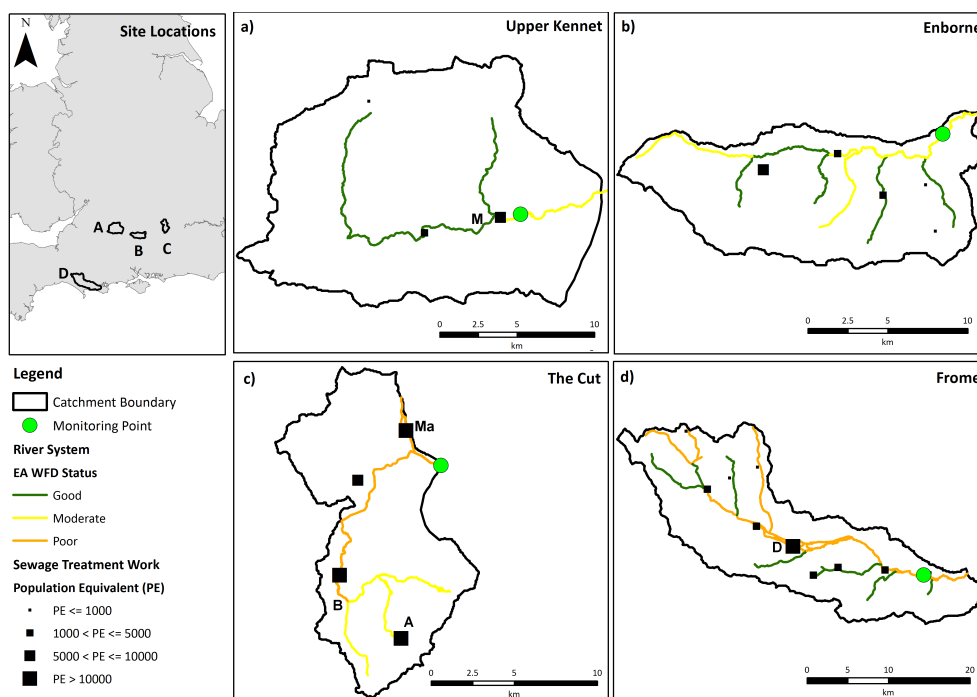 N
Site Locations
A
B
C
D
a)
Upper Kennet
M
0 2.5 5 10
km
b)
Enborne
0 2.5 5 10
km
Legend
Catchment Boundary
Monitoring Point
River System
EA WFD Status
Good
Moderate
Poor
Sewage Treatment Work
Population Equivalent (PE)
PE <= 1000
1000 < PE <= 5000
5000 < PE <= 10000
PE > 10000
c)
The Cut
Ma
B
A
0 2.5 5 10
km
d)
Frome
D
0 5 10 20
km